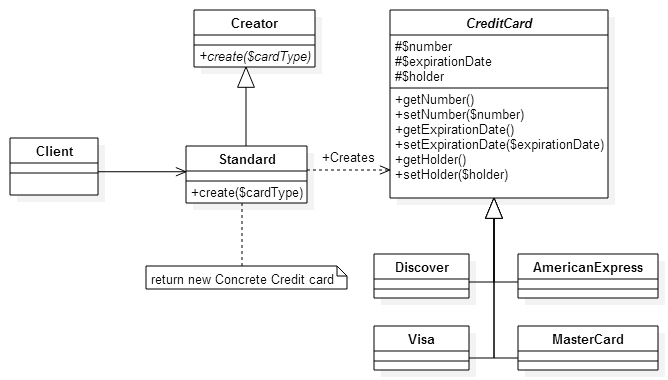 Creator
+create($cardType)
CreditCard
#$number
#$expirationDate
#$holder
+getNumber()
+setNumber($number)
+getExpirationDate()
+setExpirationDate($expirationDate)
+getHolder()
+setHolder($holder)
Client
Standard
+create($cardType)
+Creates
return new Concrete Credit card
Discover
AmericanExpress
Visa
MasterCard